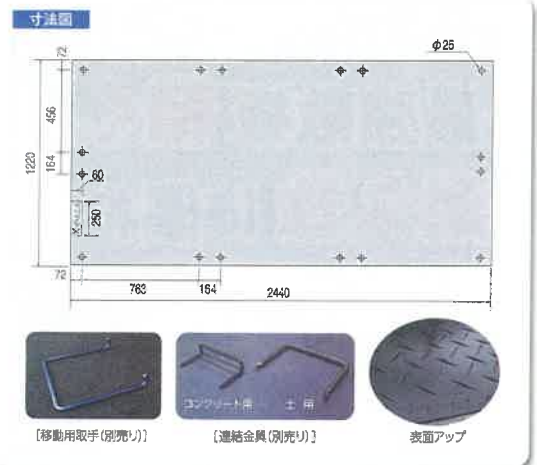 寸法図
72
φ25
456
1220
164
60
250
72
763
164
2440
コンクリート用
土用
[移動用取手(別売り)]
[連結金具(別売り)]
表面アップ